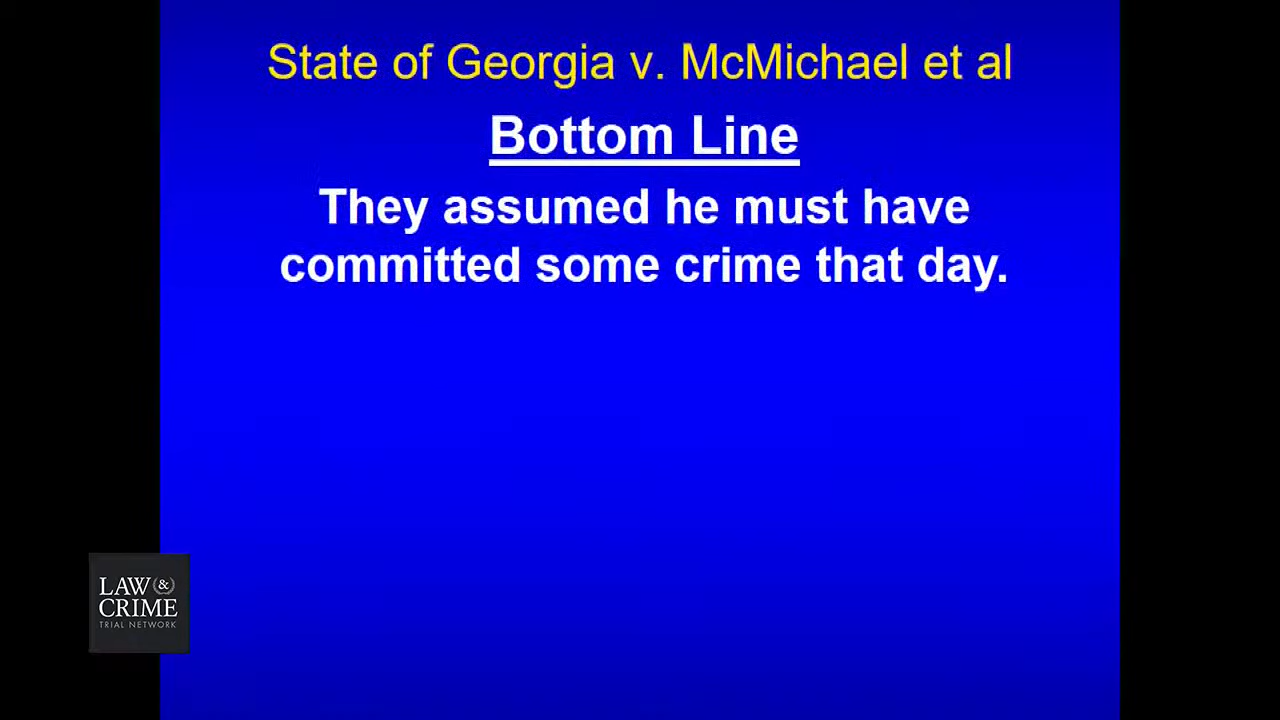 State of Georgia v. McMichael et al
Bottom Line
They assumed he must have
committed some crime that day.
LAW &
CRIME
TRIAL NETWORK